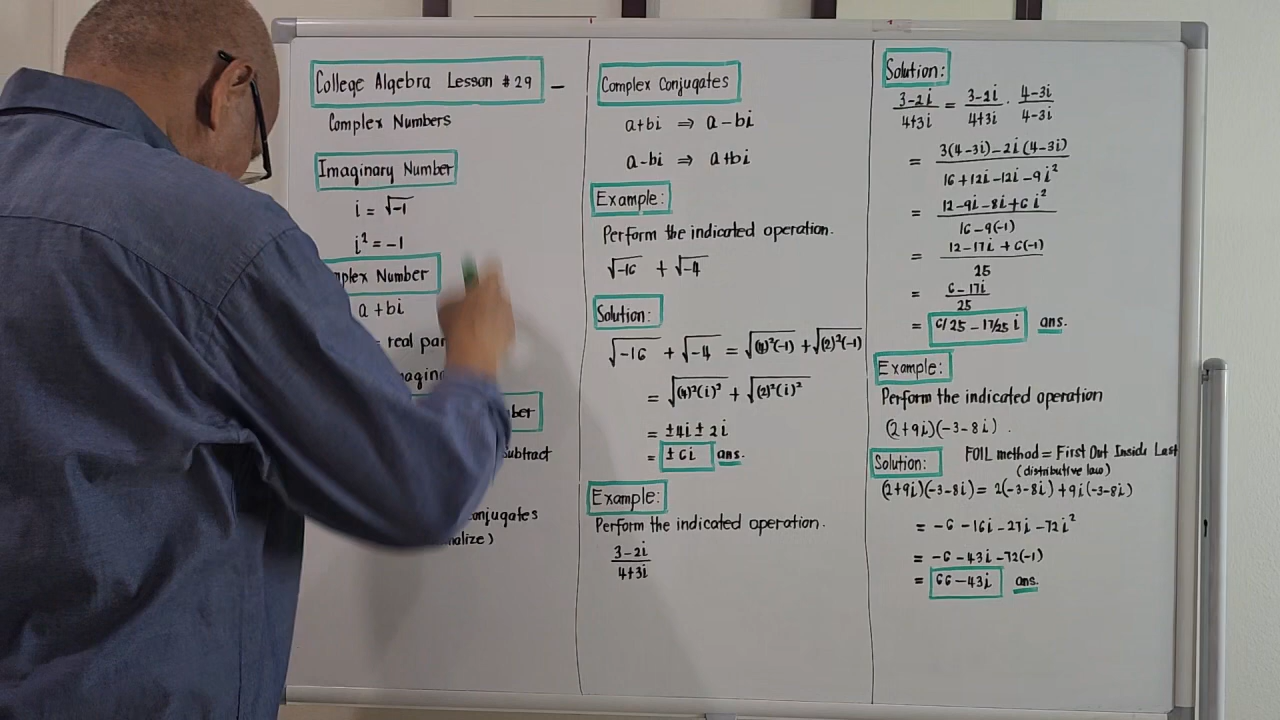 College Algebra Lesson #29 –
Complex Numbers
Imaginary Number
i = √-1
i² = -1
Number
a + bi
= real
Subtract
Complex Conjugates
a+bi ⇒ a-bi
a-bi ⇒ a+bi
Example:
Perform the indicated operation.
√-16 + √-4
Solution:
√-16 + √-4 = √(4)²(-1) + √(2)²(-1)
= √(4)²(i)² + √(2)²(i)²
= ±4i ± 2i
= ±6i ans.
Example:
Perform the indicated operation.
3-2i
4+3i
Solution:
3-2i/4+3i = 3-2i/4+3i · 4-3i/4-3i
= 3(4-3i)-2i(4-3i)
16+12i-12i-9i²
= 12-9i-8i+6i²
16-9(-1)
= 12-17i+6(-1)
25
= 6-17i
25
= 6/25 - 17/25 i ans.
Example:
Perform the indicated operation
(2+9i)(-3-8i).
Solution: FOIL method = First Out Inside Last
(distributive law)
(2+9i)(-3-8i) = 2(-3-8i)+9i(-3-8i)
= -6-16i-27i-72i²
= -6-43i-72(-1)
= 66-43i ans.